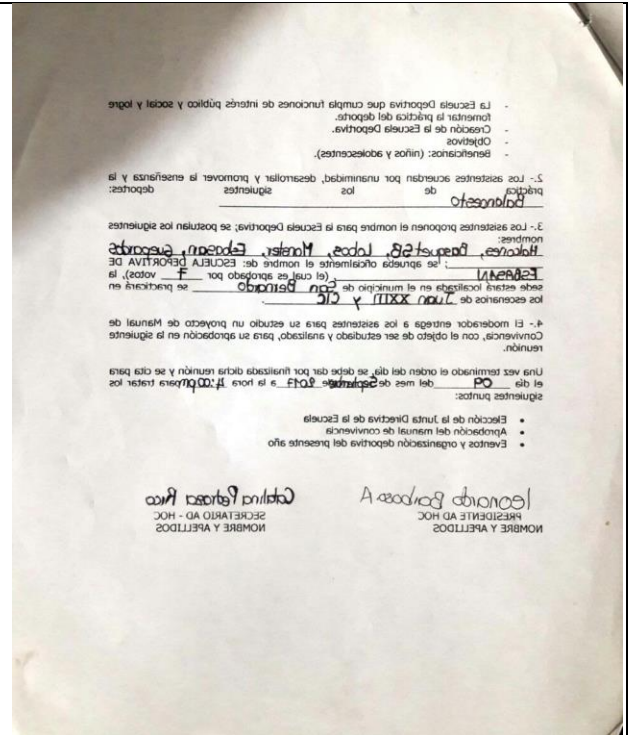 - La Escuela Deportiva que cumpla funciones de interés público y social y logro
fomentar la práctica del deporte.
- Creación de la Escuela Deportiva.
- Objetivos
- Beneficiarios: (niños y adolescentes).
2.- Los asistentes acuerdan por unanimidad, desarrollar y promover la enseñanza y la
práctica de los siguientes deportes:
Baloncesto
3.- Los asistentes proponen el nombre para la Escuela Deportiva; se postulan los siguientes
nombres:
Halcones, Basquet SB, Lobos, Monster, Esbasan,
; se aprueba oficialmente el nombre de: ESCUELA DEPORTIVA DE
ESBASAN, (el cual es aprobado por 7 votos), la
sede estará localizada en el municipio de San Bernardo se practicará en
los escenarios de Juan XXIII y CIC.
4.- El moderador entrega a los asistentes para su estudio un proyecto de Manual de
Convivencia, con el objeto de ser estudiado y analizado, para su aprobación en la siguiente
reunión.
Una vez terminado el orden del día, se debe dar por finalizada dicha reunión y se cita para
el día 09 del mes de Septiembre 2017 a la hora 4:00 pm para tratar los
siguientes puntos:
• Elección de la Junta Directiva de la Escuela
• Aprobación del manual de convivencia
• Eventos y organización deportiva del presente año
Leonardo Barbosa A Catalina Pedroza Rico
PRESIDENTE AD HOC SECRETARIO AD - HOC
NOMBRE Y APELLIDOS NOMBRE Y APELLIDOS